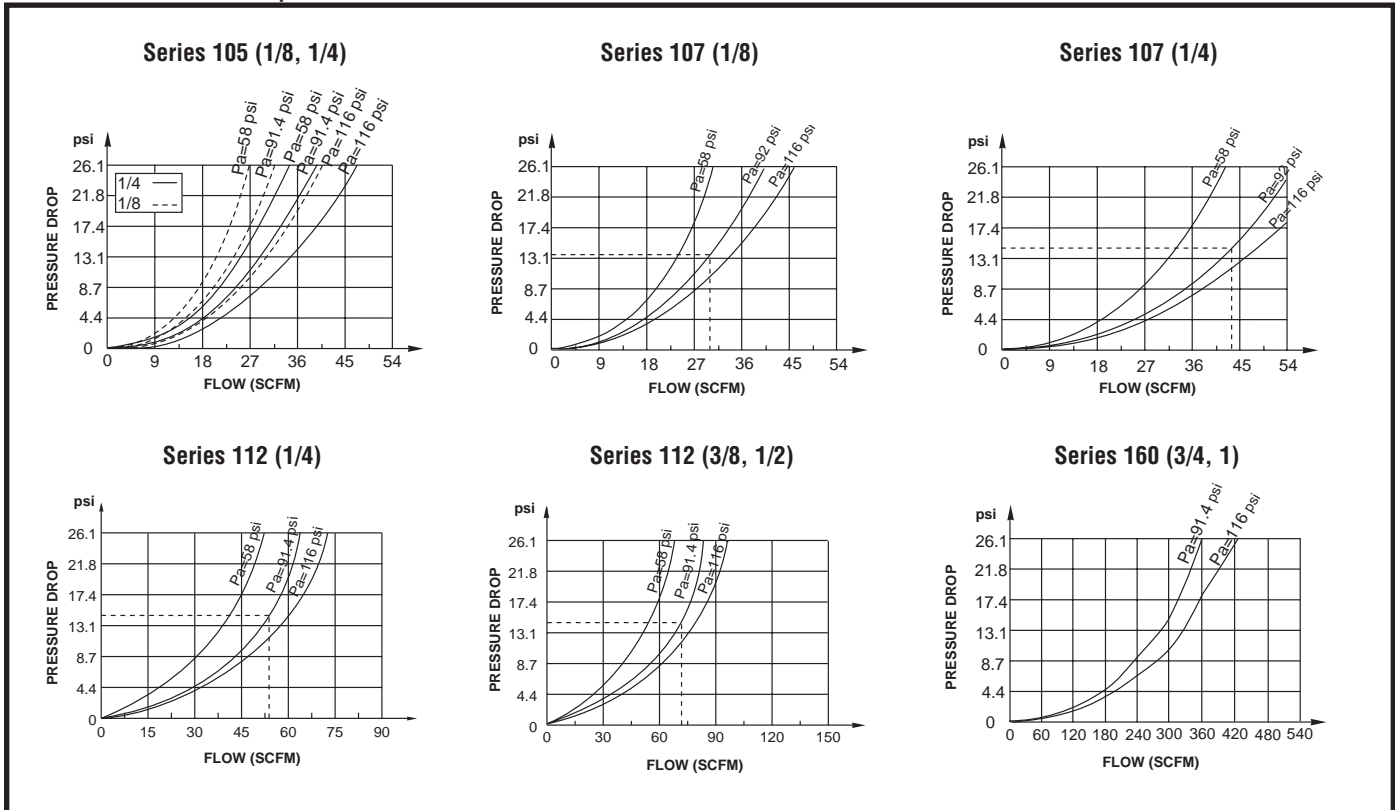 Series 105 (1/8, 1/4)
psi
PRESSURE DROP
26.1
21.8
17.4
13.1
8.7
4.4
0
1/4
1/8
Pa=58 psi
Pa=91.4 psi
Pa=58 psi
Pa=91.4 psi
Pa=116 psi
Pa=116 psi
0 9 18 27 36 45 54
FLOW (SCFM)
Series 107 (1/8)
psi
PRESSURE DROP
26.1
21.8
17.4
13.1
8.7
4.4
0
Pa=58 psi
Pa=92 psi
Pa=116 psi
0 9 18 27 36 45 54
FLOW (SCFM)
Series 107 (1/4)
psi
PRESSURE DROP
26.1
21.8
17.4
13.1
8.7
4.4
0
Pa=58 psi
Pa=92 psi
Pa=116 psi
0 9 18 27 36 45 54
FLOW (SCFM)
Series 112 (1/4)
psi
PRESSURE DROP
26.1
21.8
17.4
13.1
8.7
4.4
0
Pa=58 psi
Pa=91.4 psi
Pa=116 psi
0 15 30 45 60 75 90
FLOW (SCFM)
Series 112 (3/8, 1/2)
psi
PRESSURE DROP
26.1
21.8
17.4
13.1
8.7
4.4
0
Pa=58 psi
Pa=91.4 psi
Pa=116 psi
0 30 60 90 120 150
FLOW (SCFM)
Series 160 (3/4, 1)
psi
PRESSURE DROP
26.1
21.8
17.4
13.1
8.7
4.4
0
Pa=91.4 psi
Pa=116 psi
0 60 120 180 240 300 360 420 480 540
FLOW (SCFM)